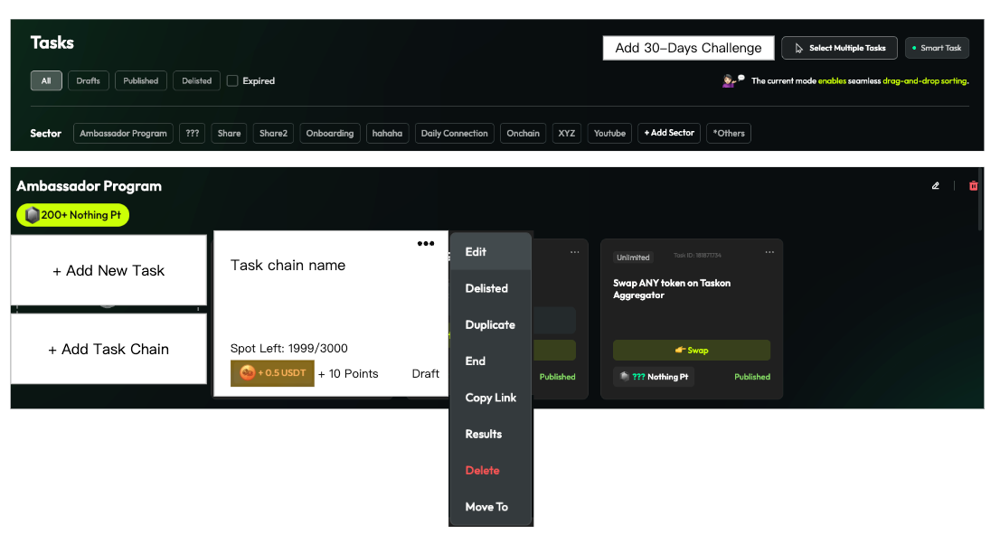 Tasks
Add 30-Days Challenge
Select Multiple Tasks
Smart Task
All
Drafts
Published
Delisted
Expired
The current mode enables seamless drag-and-drop sorting.
Sector
Ambassador Program
???
Share
Share2
Onboarding
hahaha
Daily Connection
Onchain
XYZ
Youtube
+ Add Sector
*Others
Ambassador Program
200+ Nothing Pt
+ Add New Task
+ Add Task Chain
Task chain name
Spot Left: 1999/3000
+ 0.5 USDT + 10 Points
Draft
Edit
Delisted
Duplicate
End
Copy Link
Results
Delete
Move To
Published
Unlimited
Task ID: 181877734
Swap ANY token on Taskon
Aggregator
Swap
??? Nothing Pt
Published